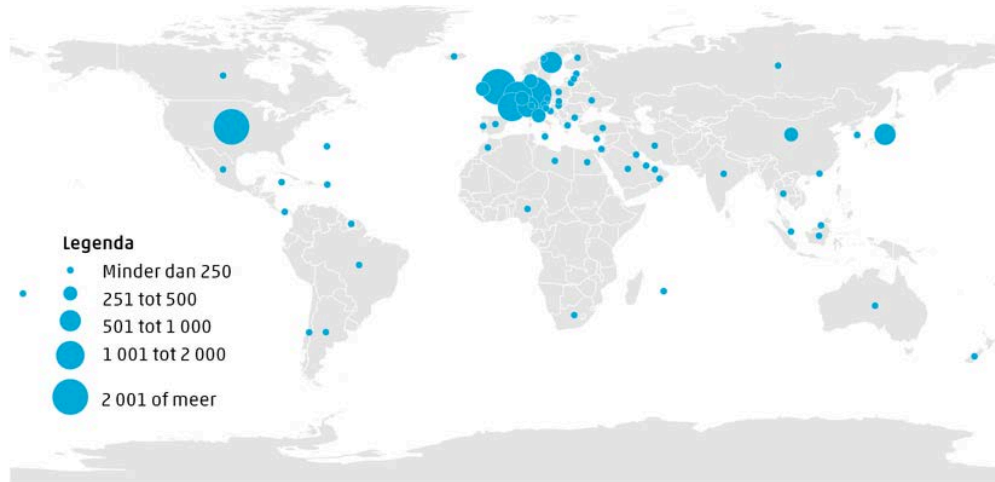 Legenda
Minder dan 250
251 tot 500
501 tot 1 000
1 001 tot 2 000
2 001 of meer